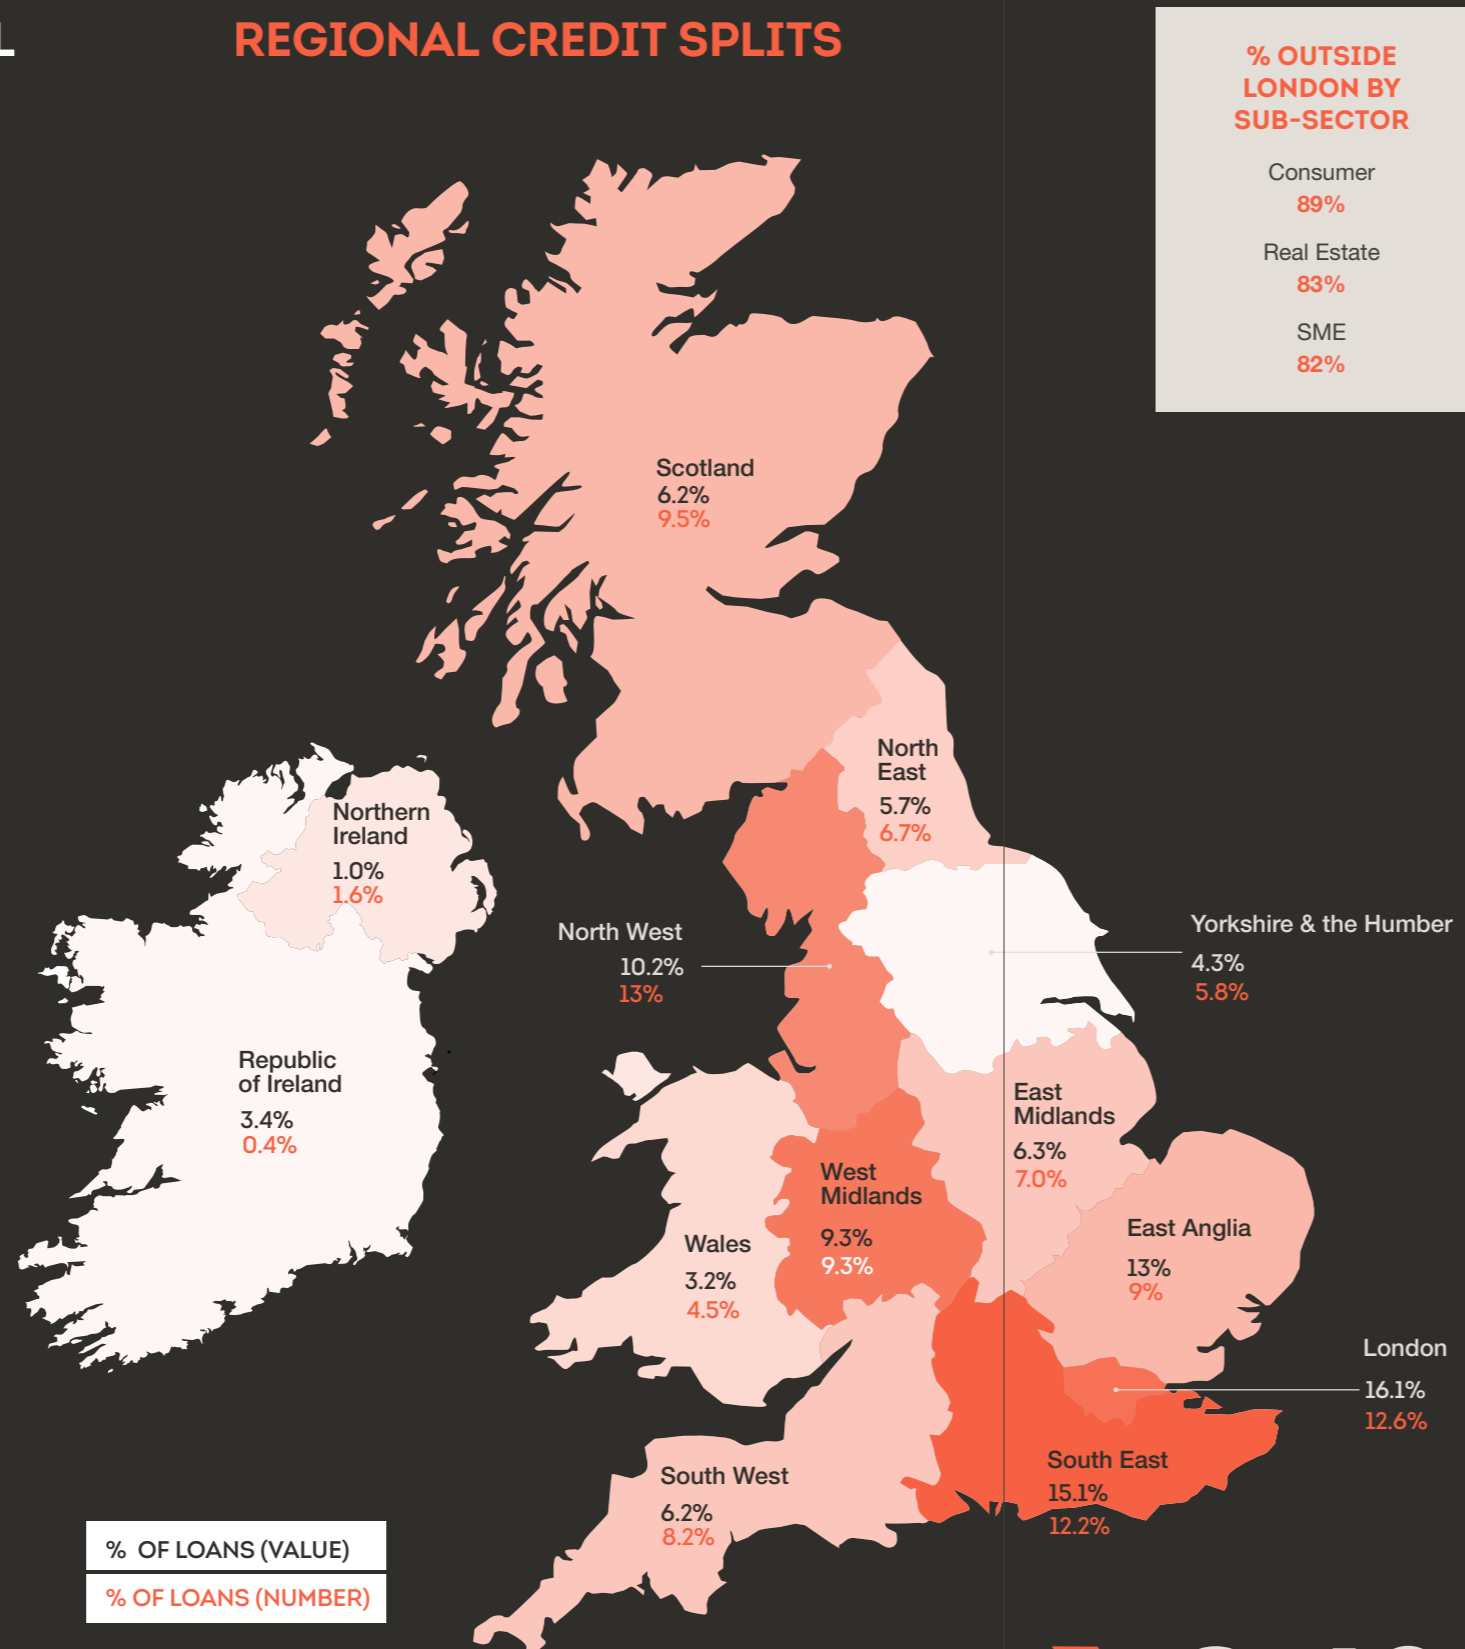 L
REGIONAL CREDIT SPLITS
% OUTSIDE
LONDON BY
SUB-SECTOR
Consumer
89%
Real Estate
83%
SME
82%
Scotland
6.2%
9.5%
North
East
5.7%
6.7%
Northern
Ireland
1.0%
1.6%
North West
10.2%
13%
Yorkshire & the Humber
4.3%
5.8%
Republic
of Ireland
3.4%
0.4%
East
Midlands
6.3%
7.0%
West
Midlands
9.3%
9.3%
Wales
3.2%
4.5%
East Anglia
13%
9%
London
16.1%
12.6%
South East
15.1%
12.2%
South West
6.2%
8.2%
% OF LOANS (VALUE)
% OF LOANS (NUMBER)